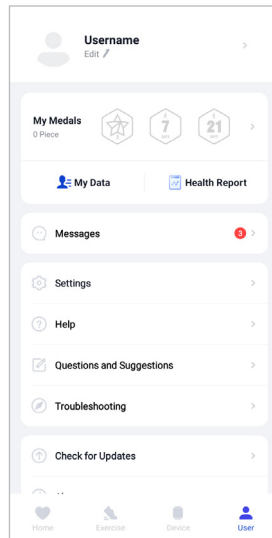 Username
Edit
My Medals
0 Piece
7
21
My Data
Health Report
Messages
3
Settings
Help
Questions and Suggestions
Troubleshooting
Check for Updates
Home
Exercise
Device
User